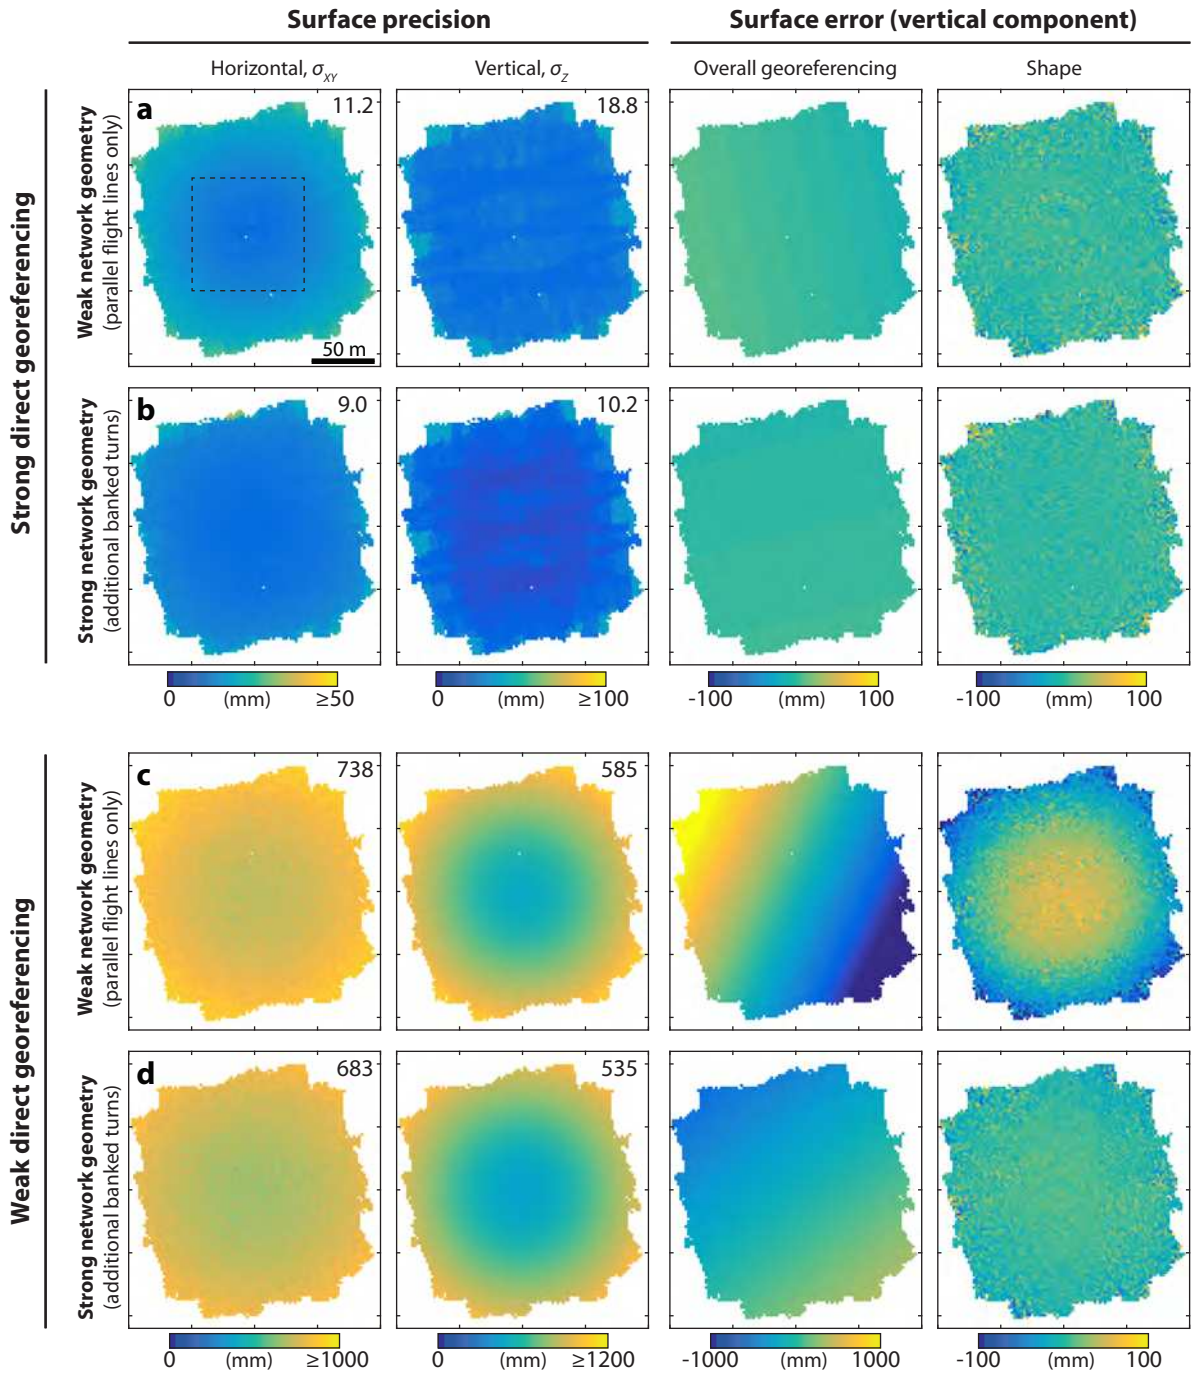 Surface precision
Surface error (vertical component)
Horizontal, σXY
Vertical, σZ
Overall georeferencing
Shape
Strong direct georeferencing
Weak network geometry
(parallel flight lines only)
a
11.2
18.8
50 m
Strong network geometry
(additional banked turns)
b
9.0
10.2
0 (mm) ≥50
0 (mm) ≥100
-100 (mm) 100
-100 (mm) 100
Weak direct georeferencing
Weak network geometry
(parallel flight lines only)
c
738
585
Strong network geometry
(additional banked turns)
d
683
535
0 (mm) ≥1000
0 (mm) ≥1200
-1000 (mm) 1000
-100 (mm) 100